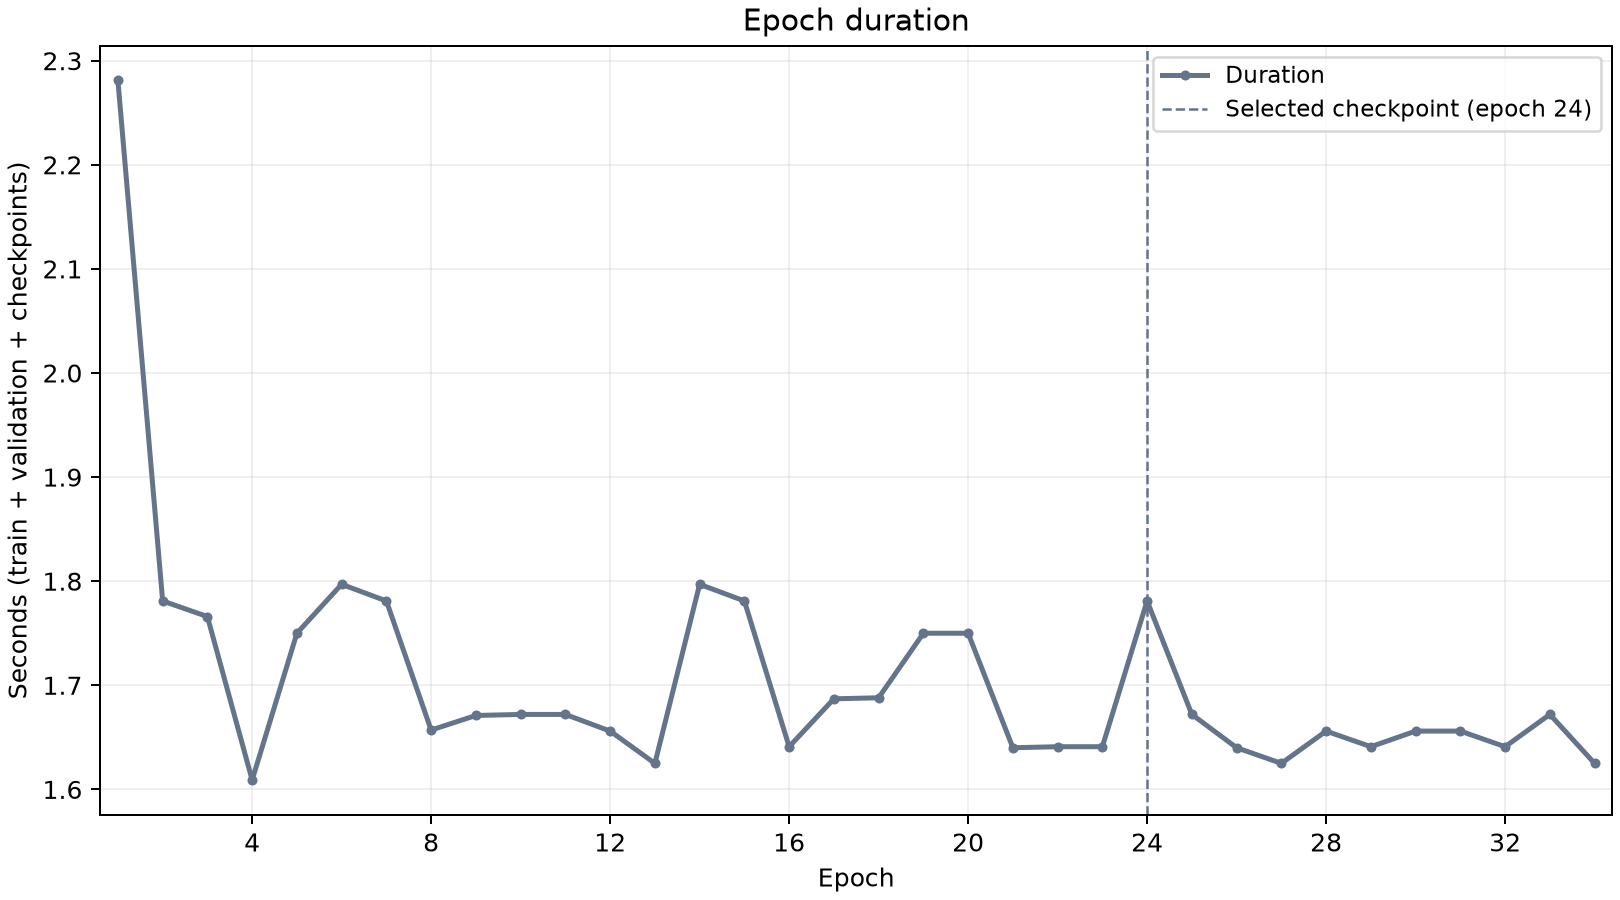 Epoch duration
Duration
Selected checkpoint (epoch 24)
Seconds (train + validation + checkpoints)
2.3
2.2
2.1
2.0
1.9
1.8
1.7
1.6
4 8 12 16 20 24 28 32
Epoch